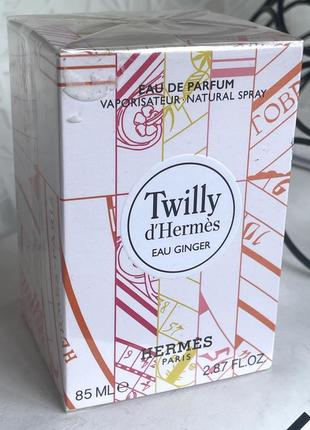 EAU DE PARFUM
VAPORISATEUR·NATURAL SPRAY
Twilly
d'Hermès
EAU GINGER
HERMÈS
PARIS
85 ML e 2.87 FL.OZ.